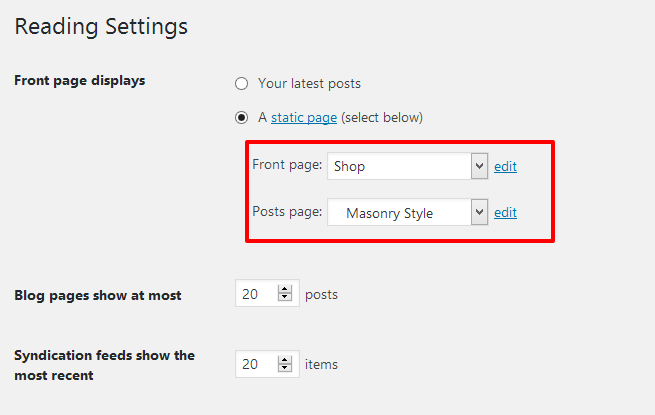 Reading Settings
Front page displays
Your latest posts
A static page (select below)
Front page: Shop edit
Posts page: Masonry Style edit
Blog pages show at most 20 posts
Syndication feeds show the
most recent
20 items